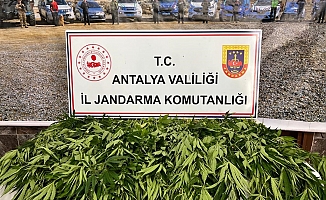 T.C.
ANTALYA VALİLİĞİ
İL JANDARMA KOMUTANLIĞI